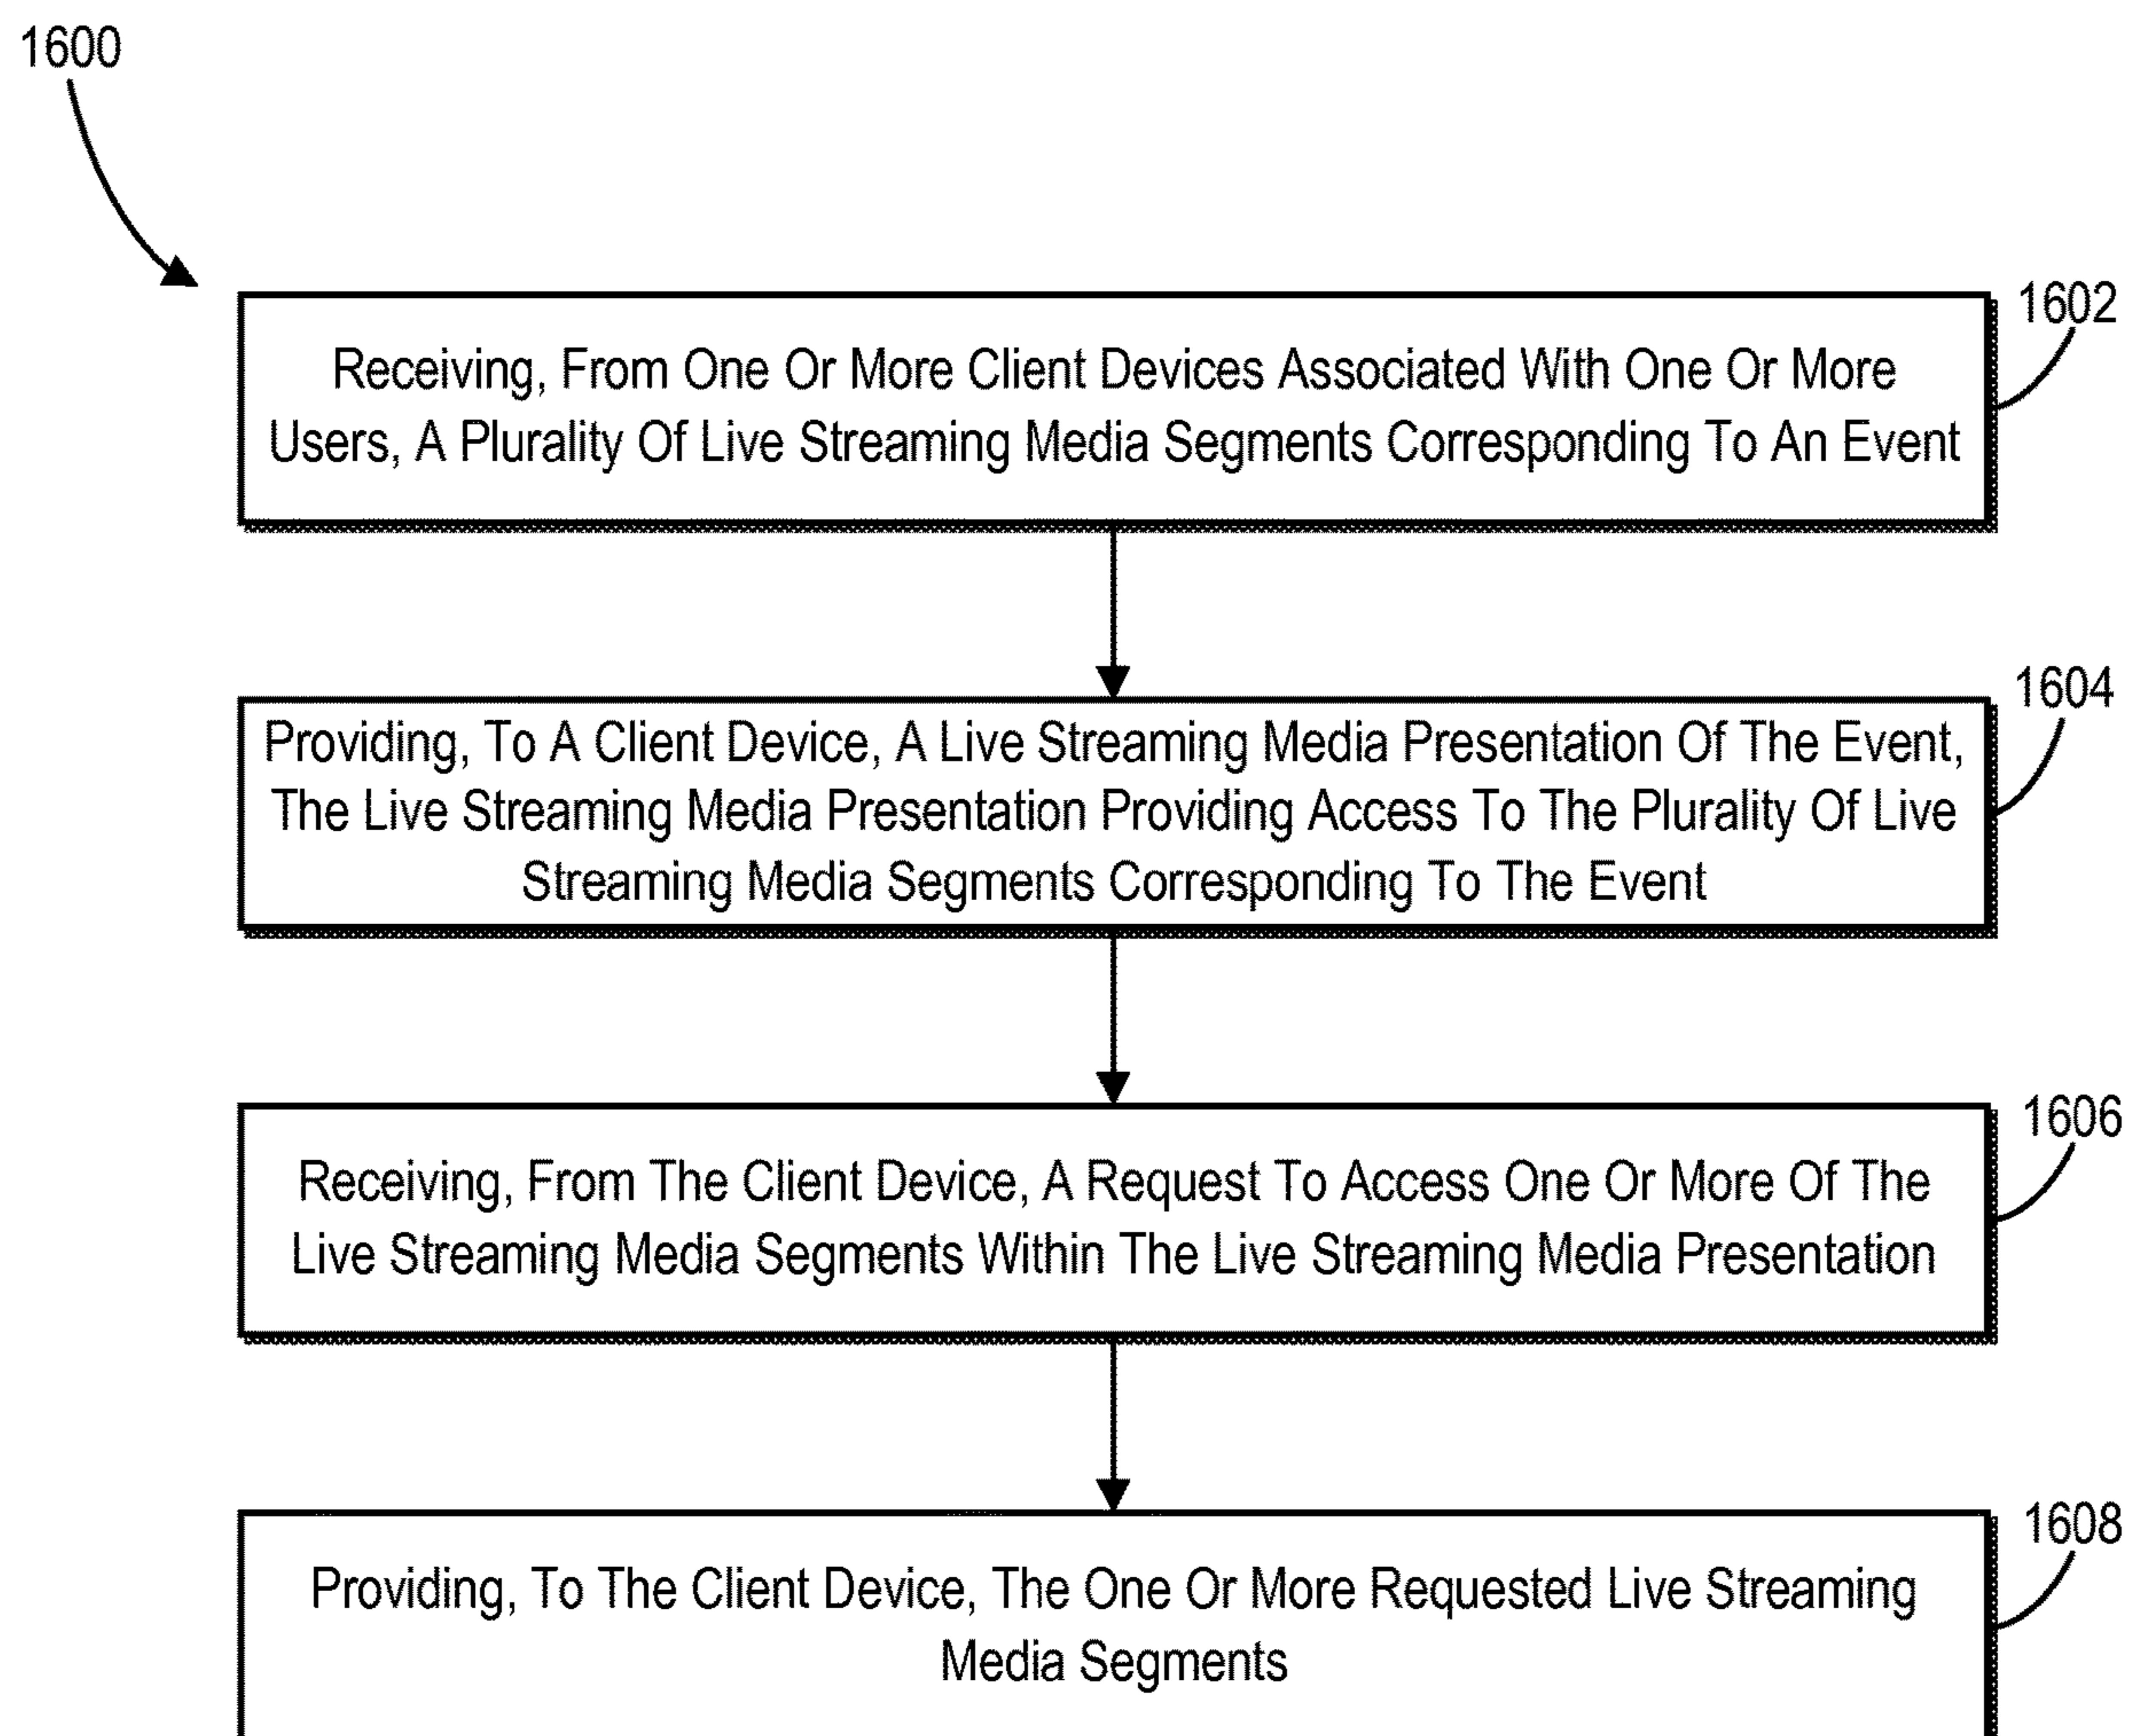 1600
1602
Receiving, From One Or More Client Devices Associated With One Or More
Users, A Plurality Of Live Streaming Media Segments Corresponding To An Event
1604
Providing, To A Client Device, A Live Streaming Media Presentation Of The Event,
The Live Streaming Media Presentation Providing Access To The Plurality Of Live
Streaming Media Segments Corresponding To The Event
1606
Receiving, From The Client Device, A Request To Access One Or More Of The
Live Streaming Media Segments Within The Live Streaming Media Presentation
1608
Providing, To The Client Device, The One Or More Requested Live Streaming
Media Segments